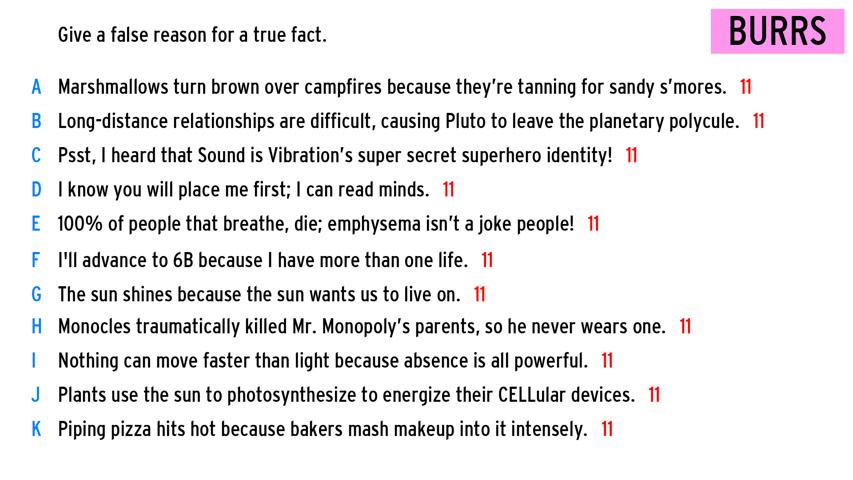 Give a false reason for a true fact.
BURRS
A Marshmallows turn brown over campfires because they're tanning for sandy s'mores. 11
B Long-distance relationships are difficult, causing Pluto to leave the planetary polycule. 11
C Psst, I heard that Sound is Vibration's super secret superhero identity! 11
D I know you will place me first; I can read minds. 11
E 100% of people that breathe, die; emphysema isn't a joke people! 11
F I'll advance to 6B because I have more than one life. 11
G The sun shines because the sun wants us to live on. 11
H Monocles traumatically killed Mr. Monopoly's parents, so he never wears one. 11
I Nothing can move faster than light because absence is all powerful. 11
J Plants use the sun to photosynthesize to energize their CELLular devices. 11
K Piping pizza hits hot because bakers mash makeup into it intensely. 11